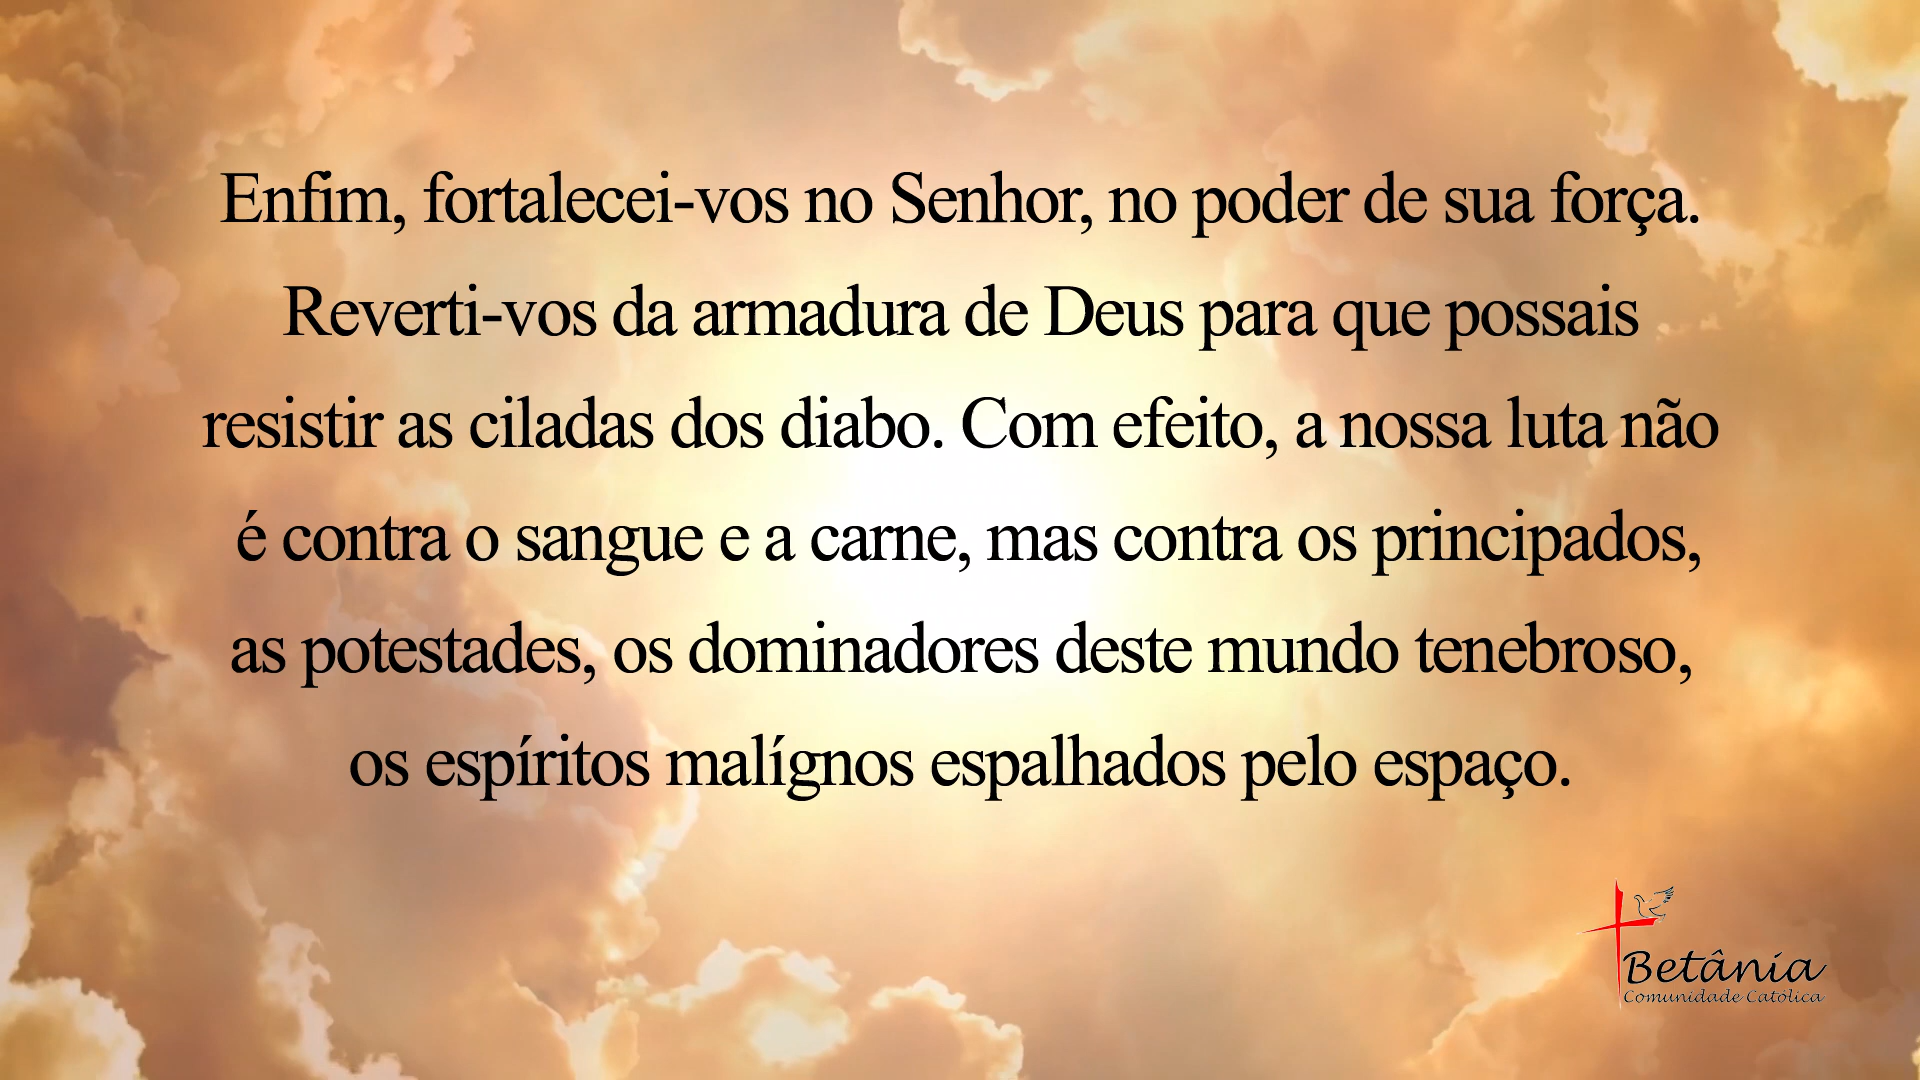 Enfim, fortalecei-vos no Senhor, no poder de sua força.
Reverti-vos da armadura de Deus para que possais
resistir as ciladas dos diabo. Com efeito, a nossa luta não
é contra o sangue e a carne, mas contra os principados,
as potestades, os dominadores deste mundo tenebroso,
os espíritos malígnos espalhados pelo espaço.
Betânia
Comunidade Católica